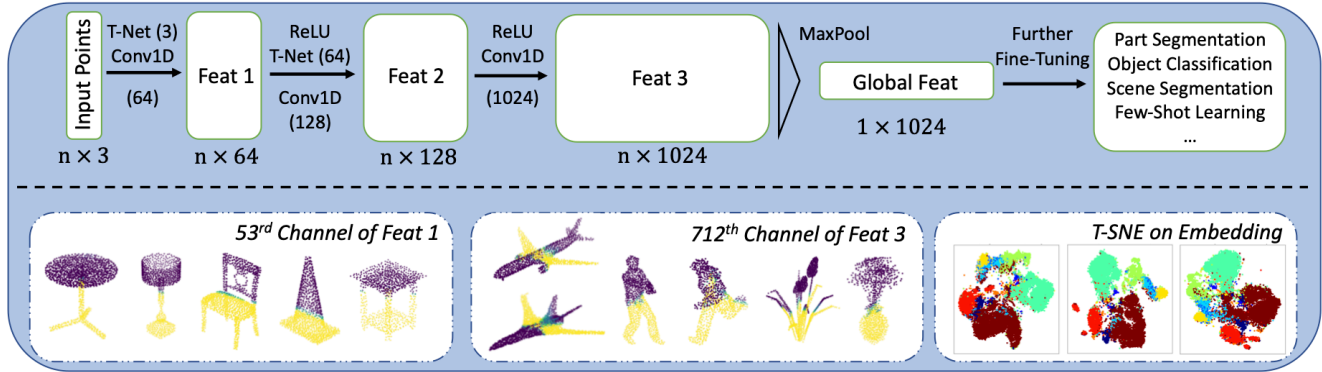 Input Points
n × 3
T-Net (3)
Conv1D
(64)
Feat 1
n × 64
ReLU
T-Net (64)
Conv1D
(128)
Feat 2
n × 128
ReLU
Conv1D
(1024)
Feat 3
n × 1024
MaxPool
Global Feat
1 × 1024
Further
Fine-Tuning
Part Segmentation
Object Classification
Scene Segmentation
Few-Shot Learning
...
53rd Channel of Feat 1
712th Channel of Feat 3
T-SNE on Embedding